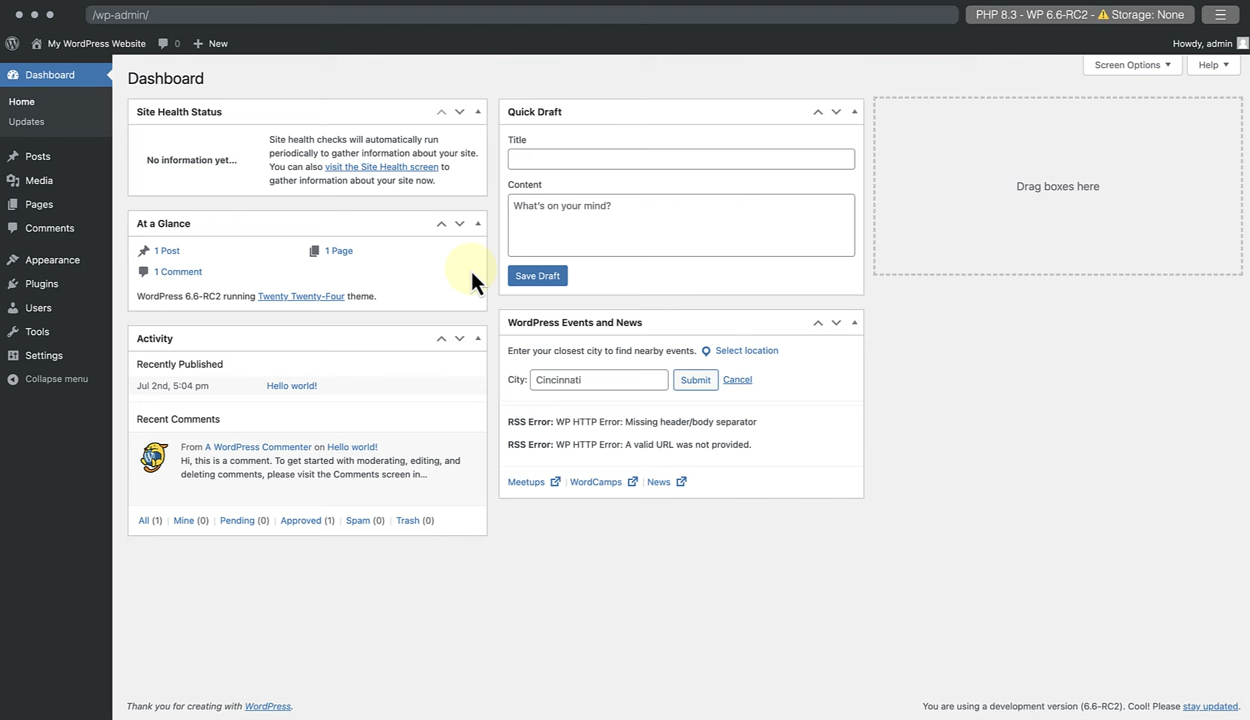 /wp-admin/
PHP 8.3 - WP 6.6-RC2 - ⚠ Storage: None
My WordPress Website 0 + New
Howdy, admin
Dashboard
Home
Updates
Posts
Media
Pages
Comments
Appearance
Plugins
Users
Tools
Settings
Collapse menu
Dashboard
Screen Options
Help
Site Health Status
No information yet...
Site health checks will automatically run
periodically to gather information about your site.
You can also visit the Site Health screen to
gather information about your site now.
At a Glance
1 Post
1 Page
1 Comment
WordPress 6.6-RC2 running Twenty Twenty-Four theme.
Activity
Recently Published
Jul 2nd, 5:04 pm Hello world!
Recent Comments
From A WordPress Commenter on Hello world!
Hi, this is a comment. To get started with moderating, editing, and
deleting comments, please visit the Comments screen in...
All (1) | Mine (0) | Pending (0) | Approved (1) | Spam (0) | Trash (0)
Quick Draft
Title
Content
What's on your mind?
Save Draft
WordPress Events and News
Enter your closest city to find nearby events. Select location
City: Cincinnati Submit Cancel
RSS Error: WP HTTP Error: Missing header/body separator
RSS Error: WP HTTP Error: A valid URL was not provided.
Meetups | WordCamps | News
Drag boxes here
Thank you for creating with WordPress.
You are using a development version (6.6-RC2). Cool! Please stay updated.